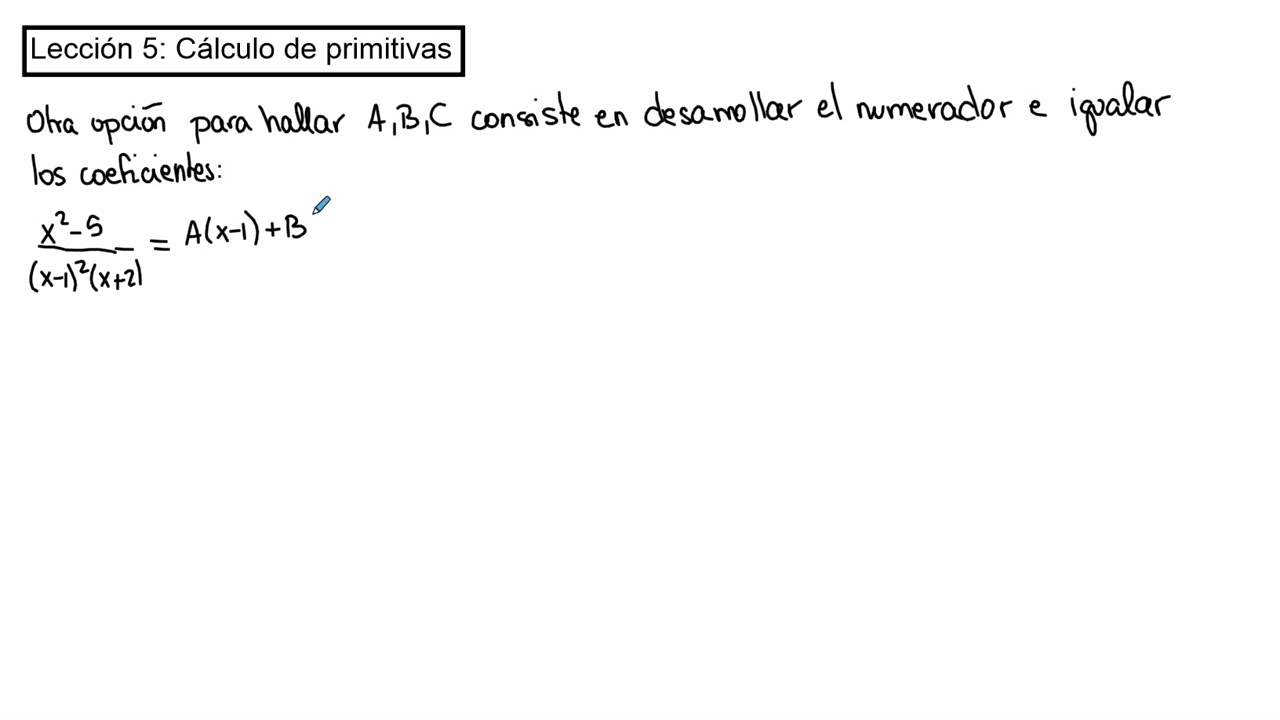 Lección 5: Cálculo de primitivas
Otra opción para hallar A,B,C consiste en desarrollar el numerador e igualar
los coeficientes:
x²-5
= A(x-1)+B
(x-1)²(x+2)